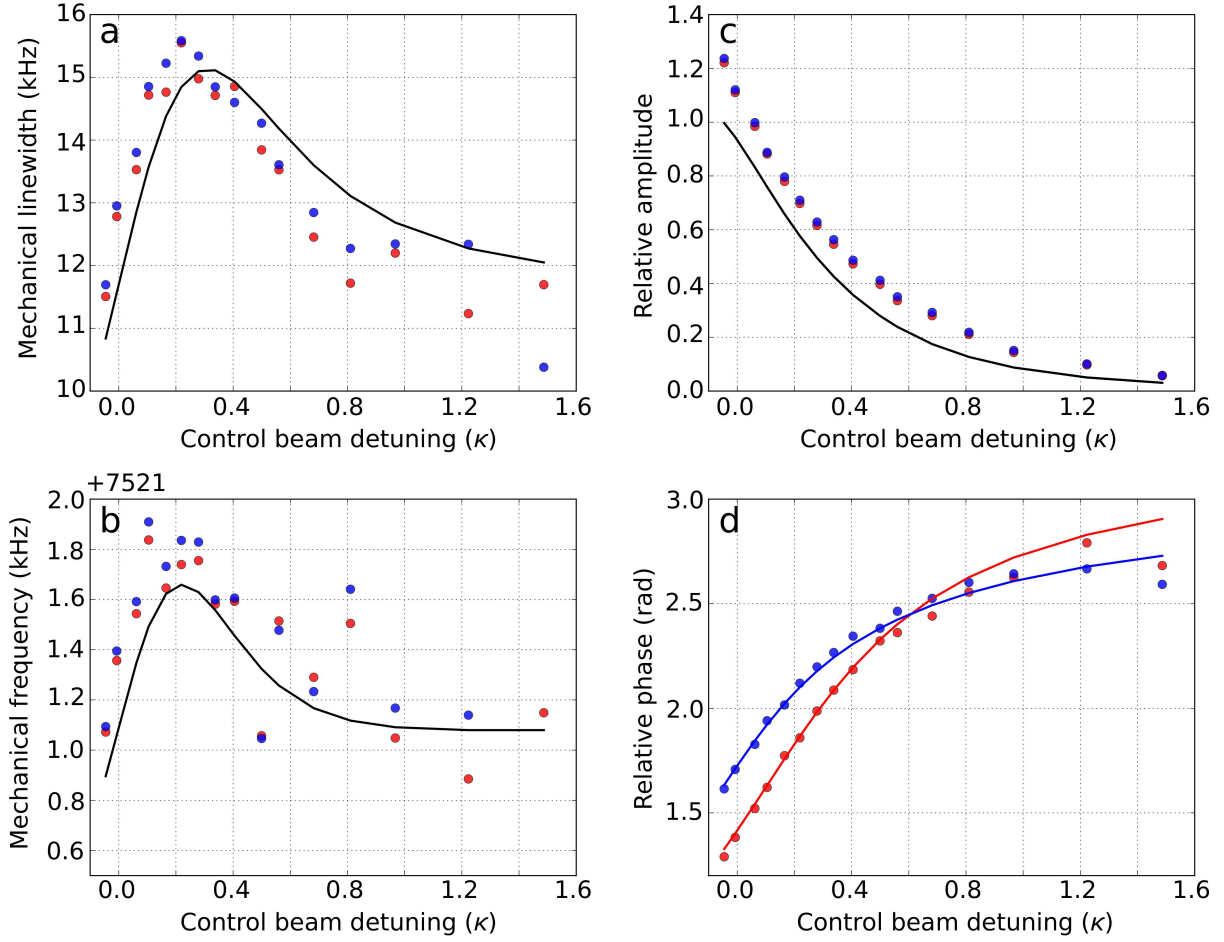 a
16
15
14
13
12
11
10
Mechanical linewidth (kHz)
0.0 0.4 0.8 1.2 1.6
Control beam detuning (κ)
c
1.4
1.2
1.0
0.8
0.6
0.4
0.2
0.0
Relative amplitude
0.0 0.4 0.8 1.2 1.6
Control beam detuning (κ)
+7521
b
2.0
1.8
1.6
1.4
1.2
1.0
0.8
0.6
Mechanical frequency (kHz)
0.0 0.4 0.8 1.2 1.6
Control beam detuning (κ)
d
3.0
2.5
2.0
1.5
Relative phase (rad)
0.0 0.4 0.8 1.2 1.6
Control beam detuning (κ)